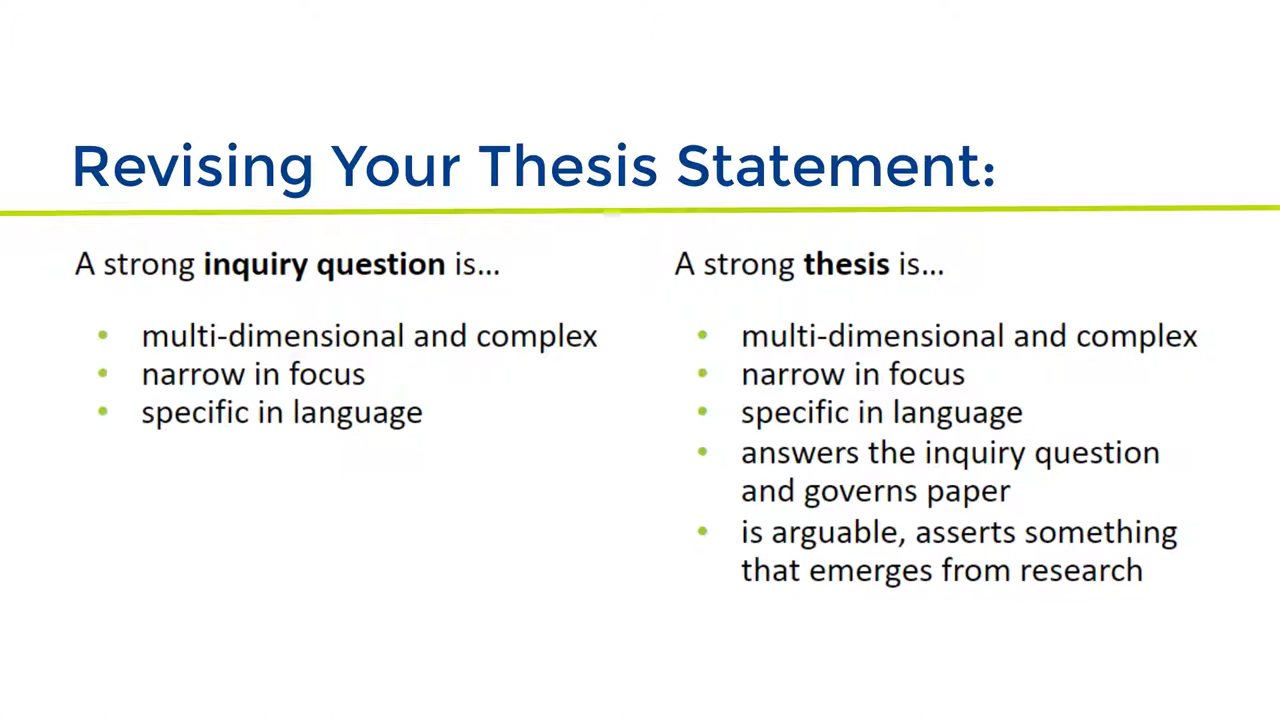 Revising Your Thesis Statement:
A strong inquiry question is...
• multi-dimensional and complex
• narrow in focus
• specific in language
A strong thesis is...
• multi-dimensional and complex
• narrow in focus
• specific in language
• answers the inquiry question
and governs paper
• is arguable, asserts something
that emerges from research